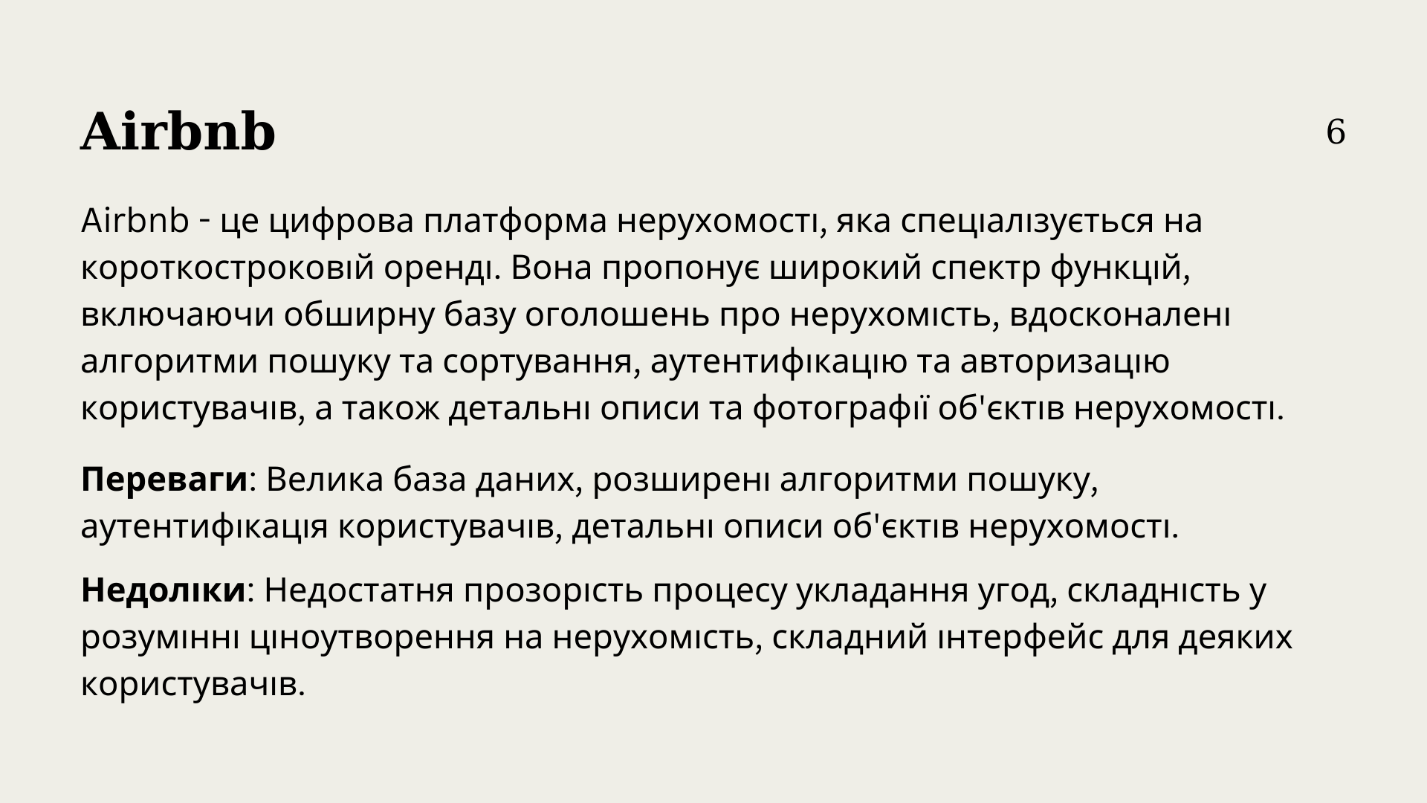 Airbnb
6
Airbnb - це цифрова платформа нерухомості, яка спеціалізується на
короткостроковій оренді. Вона пропонує широкий спектр функцій,
включаючи обширну базу оголошень про нерухомість, вдосконалені
алгоритми пошуку та сортування, аутентифікацію та авторизацію
користувачів, а також детальні описи та фотографії об'єктів нерухомості.
Переваги: Велика база даних, розширені алгоритми пошуку,
аутентифікація користувачів, детальні описи об'єктів нерухомості.
Недоліки: Недостатня прозорість процесу укладання угод, складність у
розумінні ціноутворення на нерухомість, складний інтерфейс для деяких
користувачів.